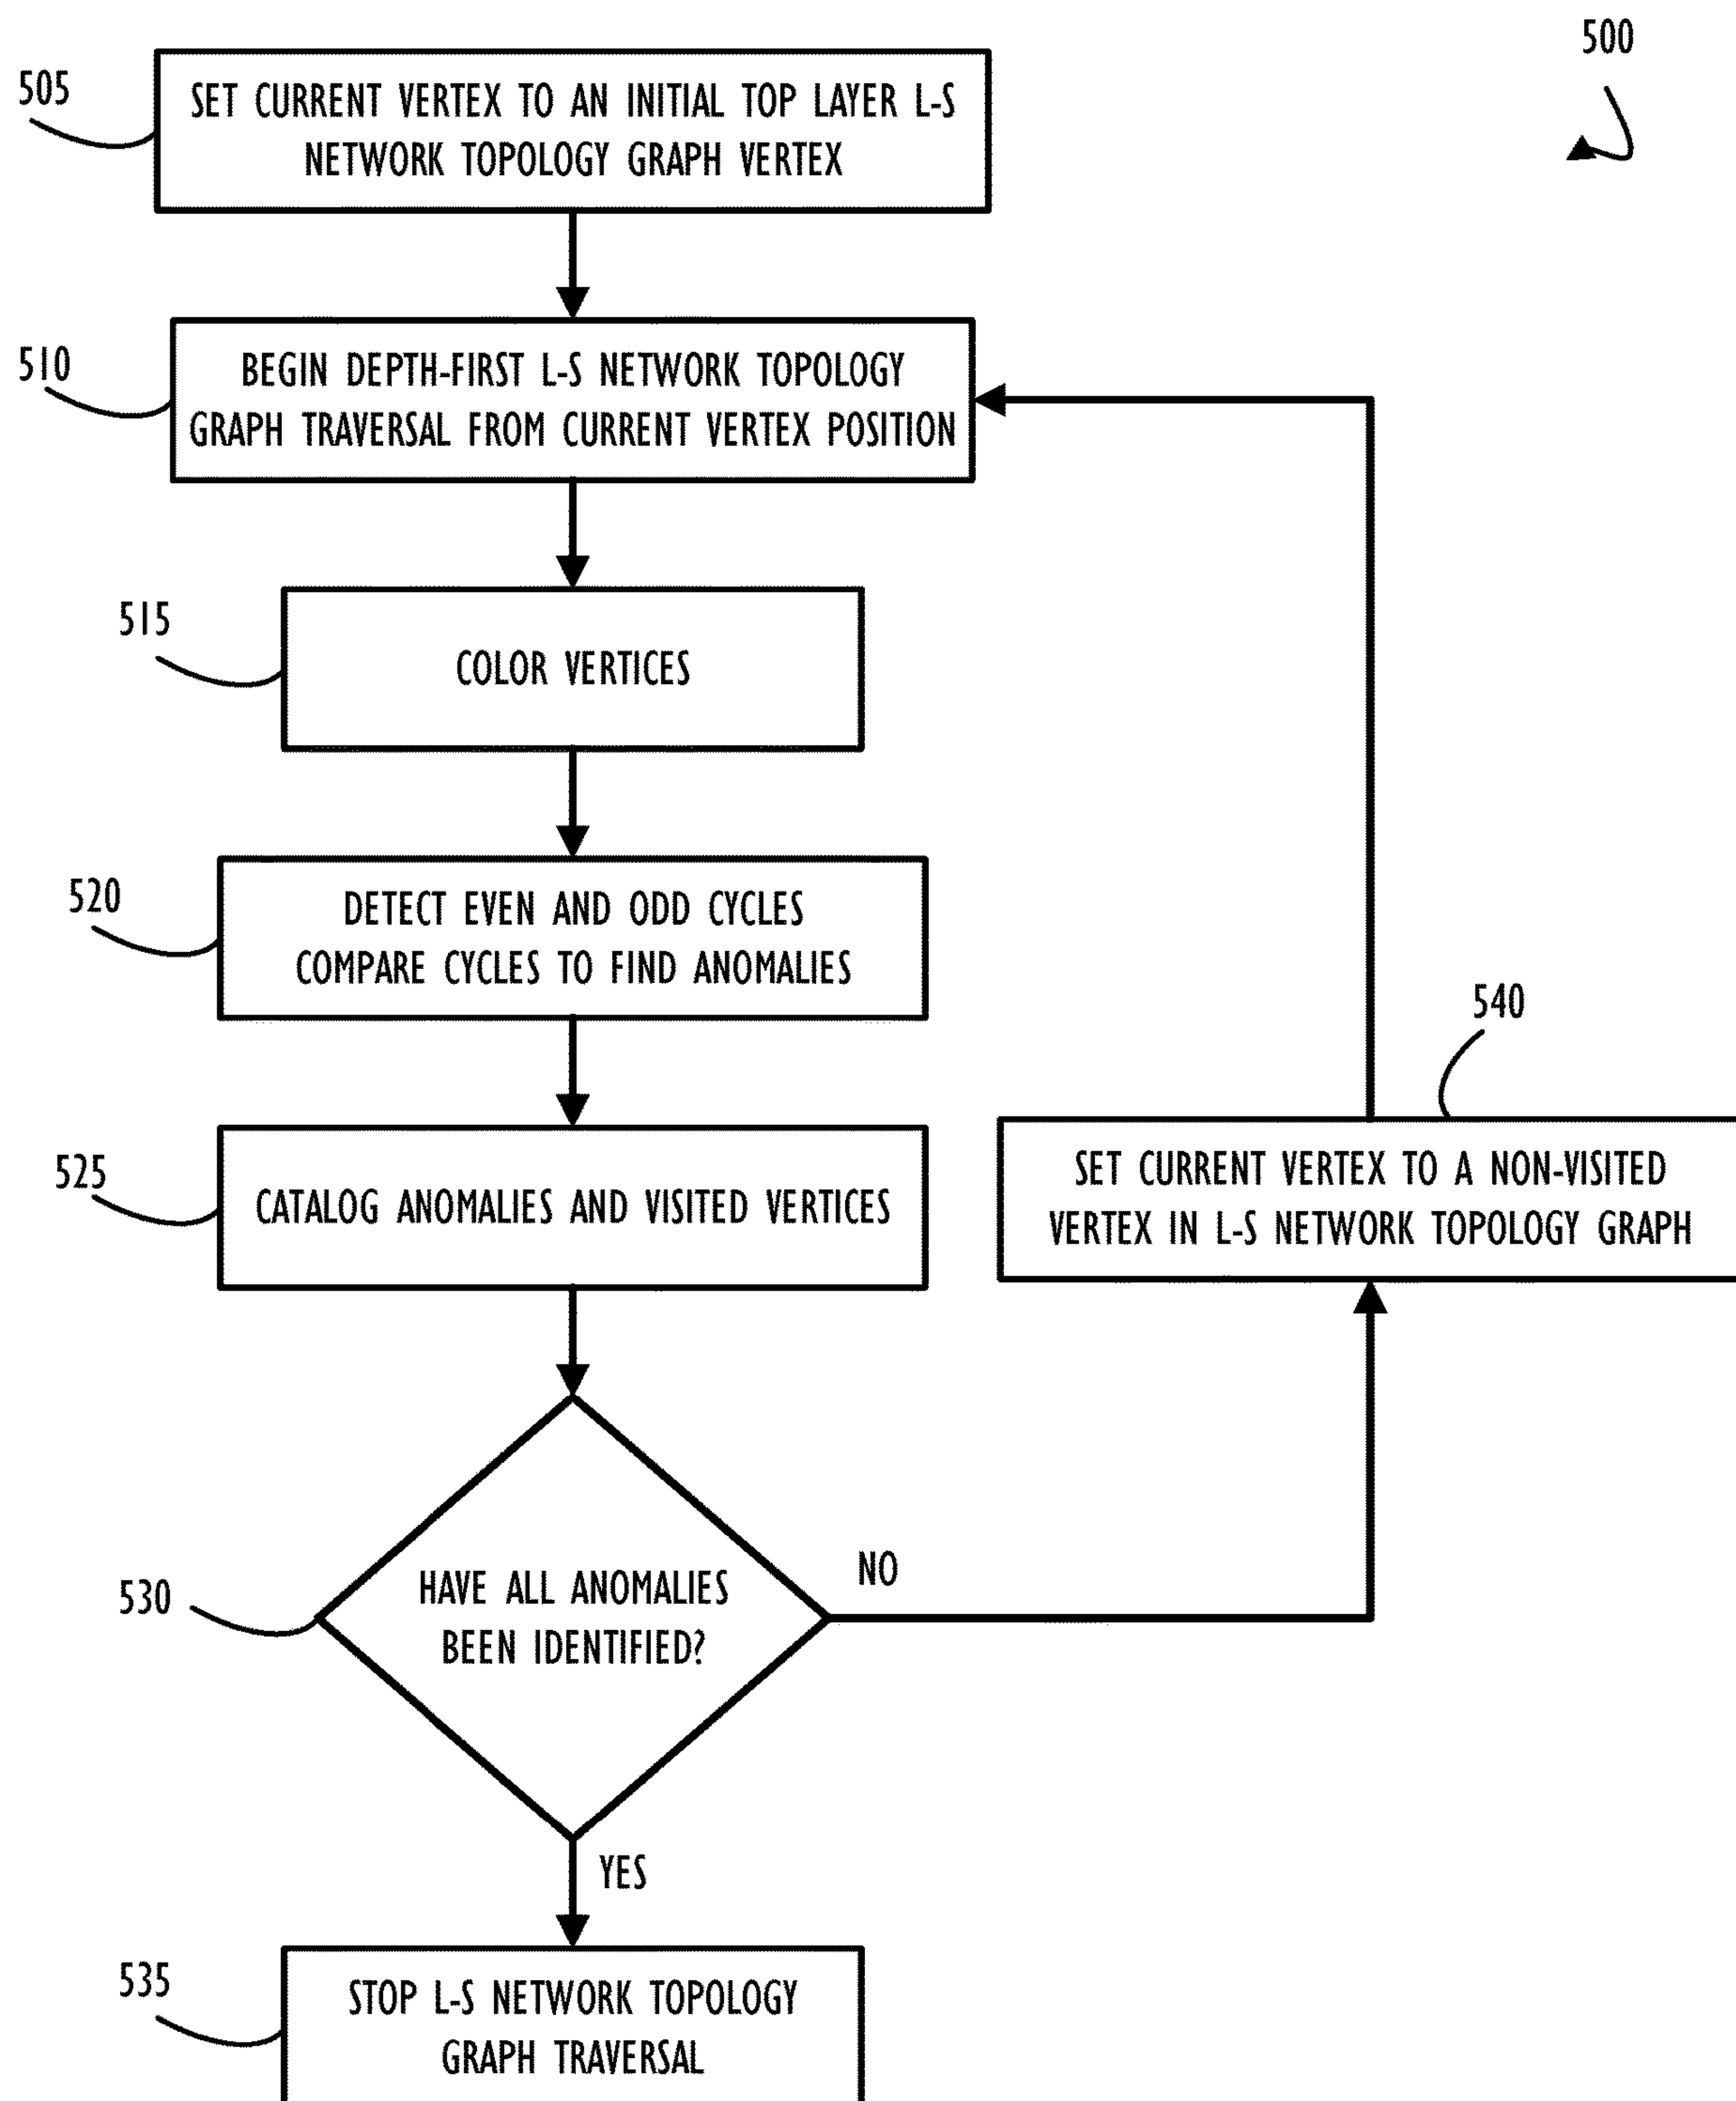 500
505
SET CURRENT VERTEX TO AN INITIAL TOP LAYER L-S
NETWORK TOPOLOGY GRAPH VERTEX
510
BEGIN DEPTH-FIRST L-S NETWORK TOPOLOGY
GRAPH TRAVERSAL FROM CURRENT VERTEX POSITION
515
COLOR VERTICES
520
DETECT EVEN AND ODD CYCLES
COMPARE CYCLES TO FIND ANOMALIES
525
CATALOG ANOMALIES AND VISITED VERTICES
540
SET CURRENT VERTEX TO A NON-VISITED
VERTEX IN L-S NETWORK TOPOLOGY GRAPH
530
HAVE ALL ANOMALIES
BEEN IDENTIFIED?
NO
YES
535
STOP L-S NETWORK TOPOLOGY
GRAPH TRAVERSAL